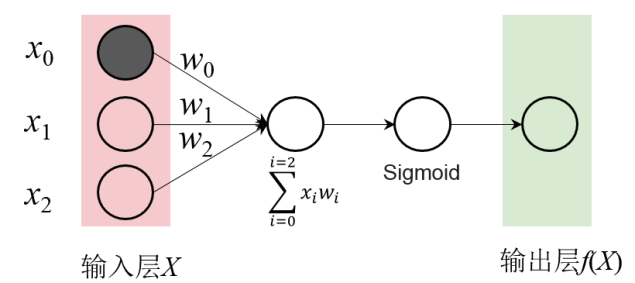 x₀
w₀
x₁
w₁
w₂
x₂
i=2
∑ xᵢwᵢ
i=0
Sigmoid
输入层X
输出层f(X)